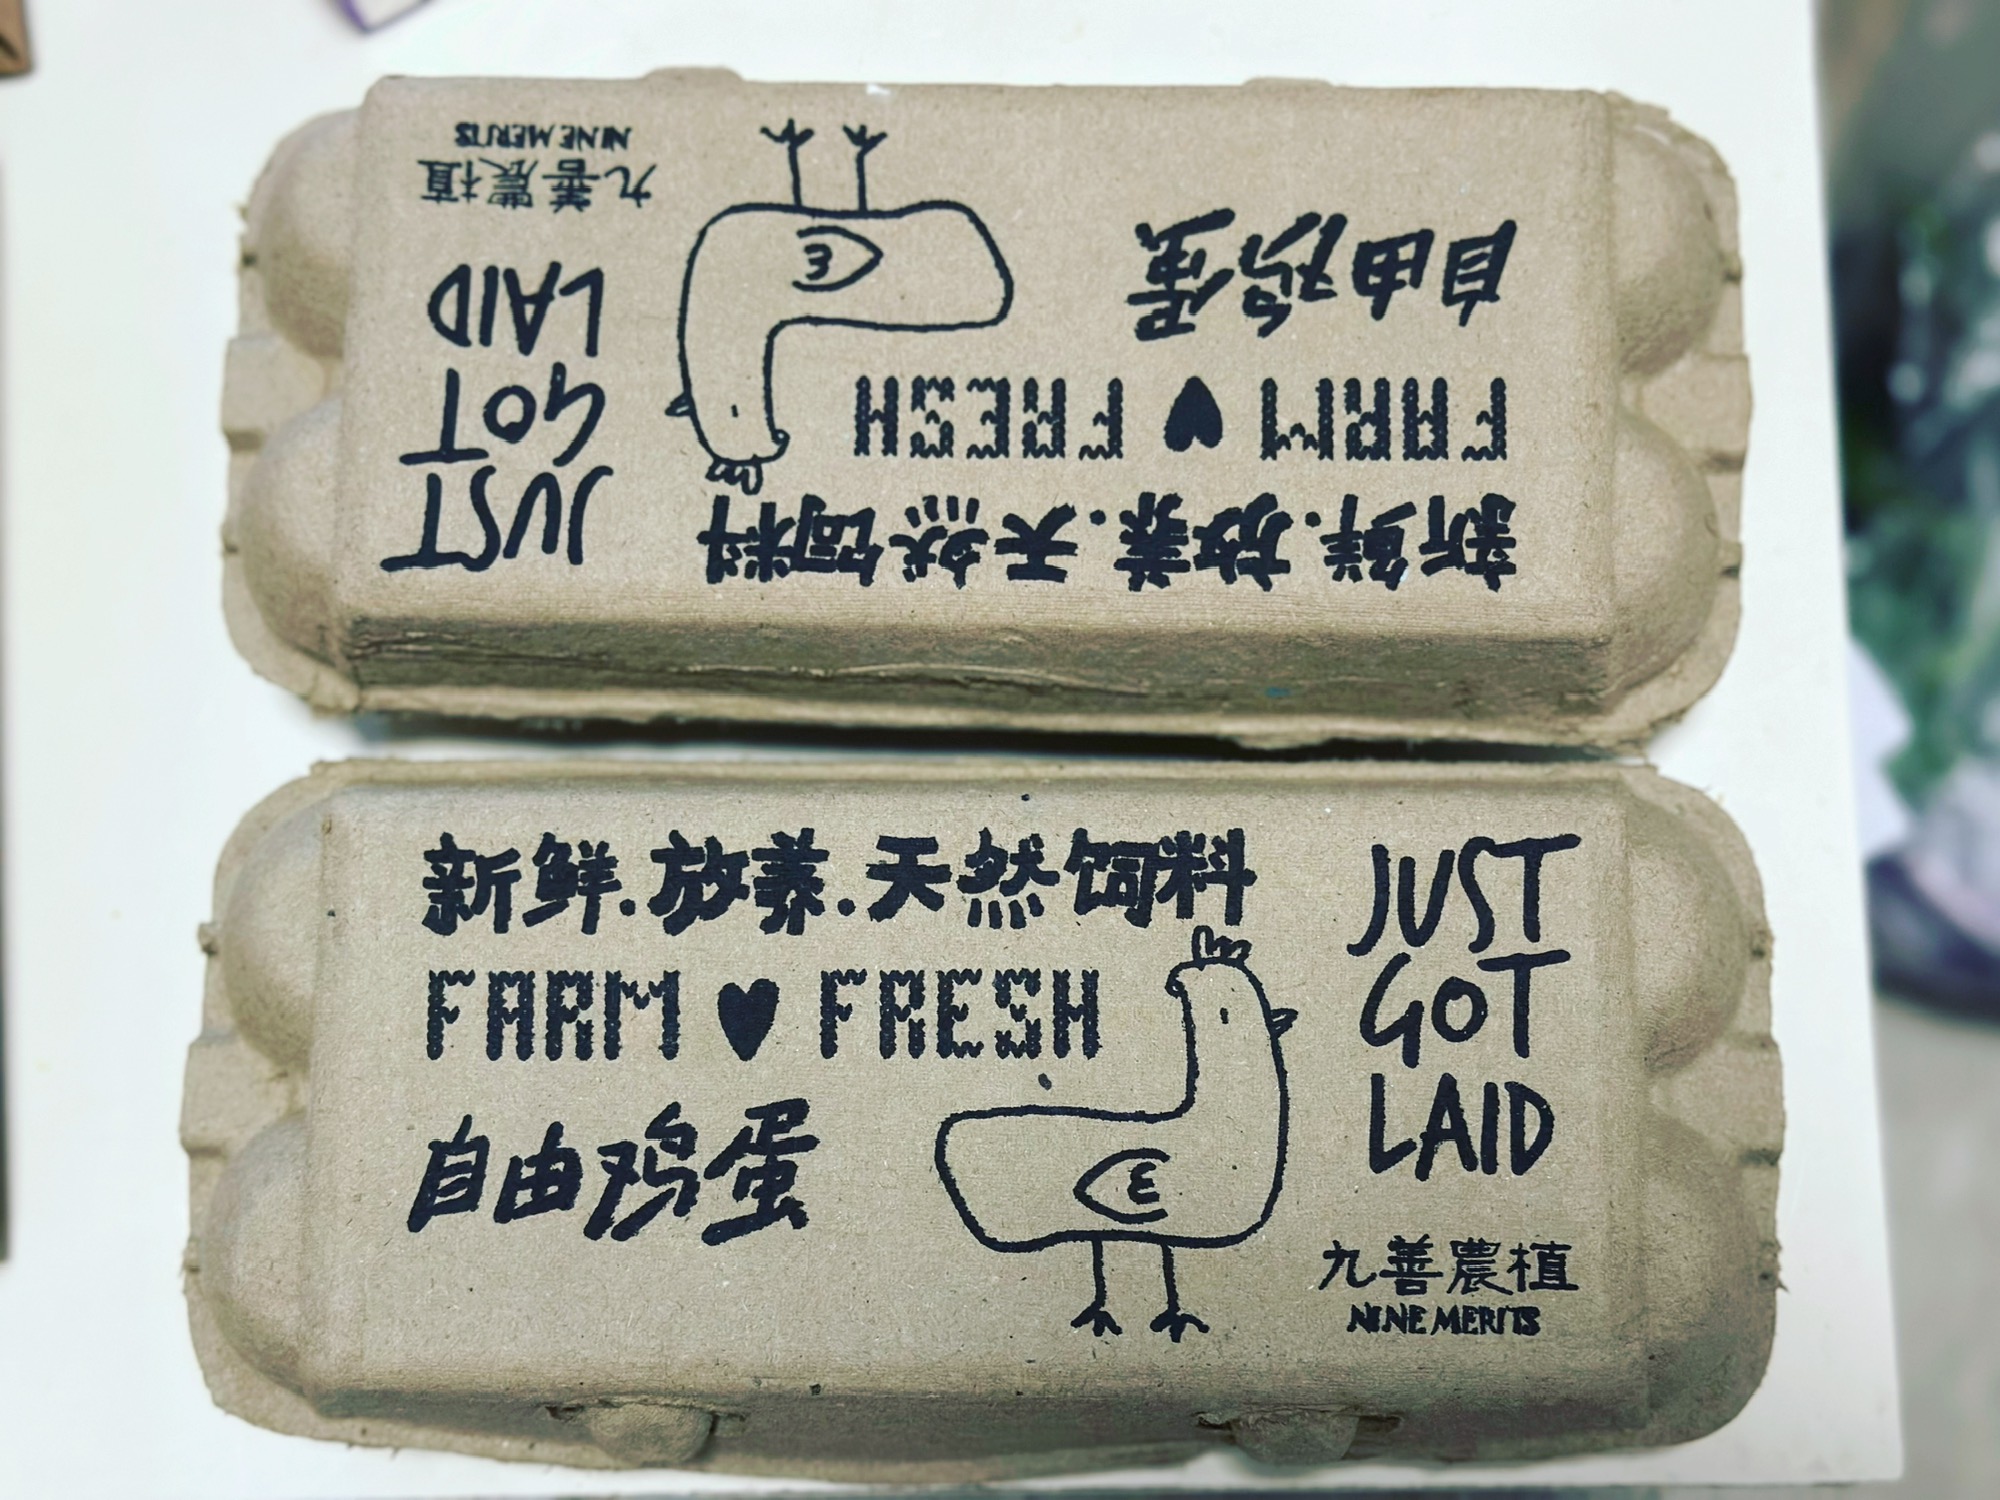 九善農植
NINE MERITS
JUST
GOT
LAID
自由鸡蛋
FARM ♥ FRESH
新鲜.放养.天然饲料
新鲜.放养.天然饲料
FARM ♥ FRESH
自由鸡蛋
JUST
GOT
LAID
九善農植
NINE MERITS